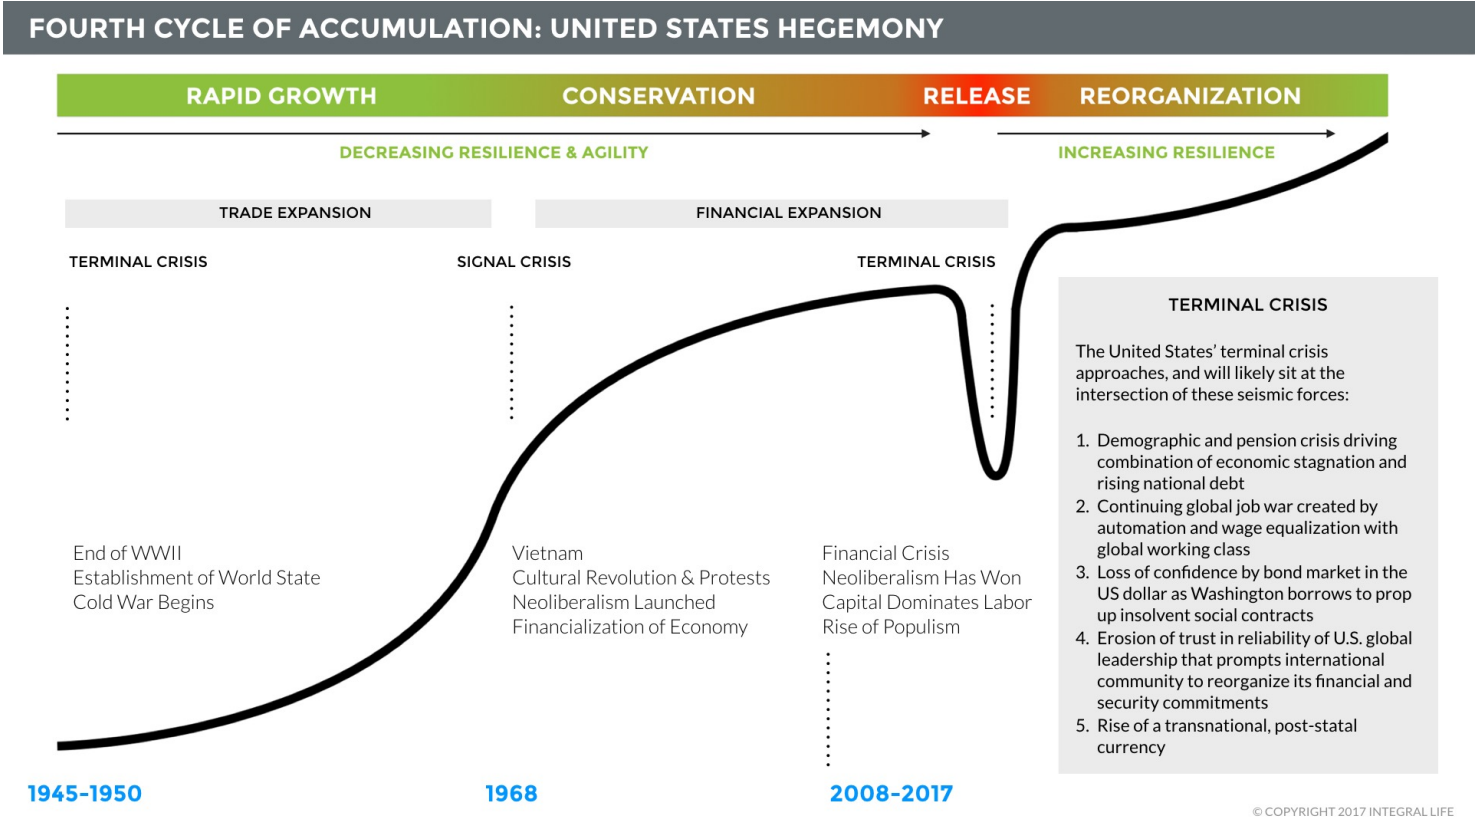 FOURTH CYCLE OF ACCUMULATION: UNITED STATES HEGEMONY
RAPID GROWTH
CONSERVATION
RELEASE
REORGANIZATION
DECREASING RESILIENCE & AGILITY
INCREASING RESILIENCE
TRADE EXPANSION
FINANCIAL EXPANSION
TERMINAL CRISIS
SIGNAL CRISIS
TERMINAL CRISIS
End of WWII
Establishment of World State
Cold War Begins
Vietnam
Cultural Revolution & Protests
Neoliberalism Launched
Financialization of Economy
Financial Crisis
Neoliberalism Has Won
Capital Dominates Labor
Rise of Populism
TERMINAL CRISIS
The United States’ terminal crisis
approaches, and will likely sit at the
intersection of these seismic forces:
1. Demographic and pension crisis driving
combination of economic stagnation and
rising national debt
2. Continuing global job war created by
automation and wage equalization with
global working class
3. Loss of confidence by bond market in the
US dollar as Washington borrows to prop
up insolvent social contracts
4. Erosion of trust in reliability of U.S. global
leadership that prompts international
community to reorganize its financial and
security commitments
5. Rise of a transnational, post-statal
currency
1945-1950
1968
2008-2017
© COPYRIGHT 2017 INTEGRAL LIFE